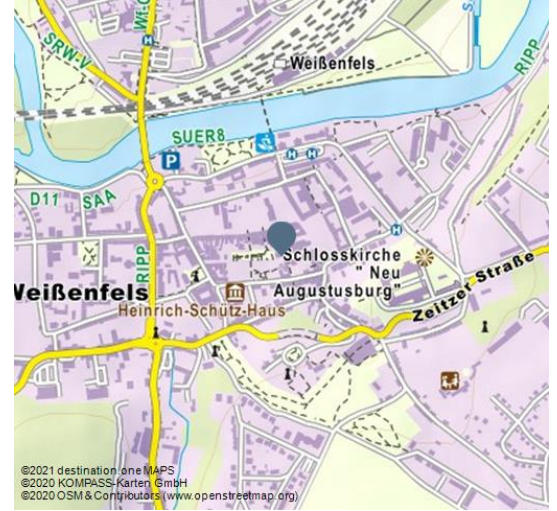 SRW-V
WI-C
H
Weißenfels
RIPP
SUER8
P
H H
D11 SAA
H
RIPP
Schlosskirche
" Neu
Augustusburg"
Weißenfels
Heinrich-Schütz-Haus
Zeitzer Straße
©2021 destination.one MAPS
©2020 KOMPASS-Karten GmbH
©2020 OSM & Contributors (www.openstreetmap.org)